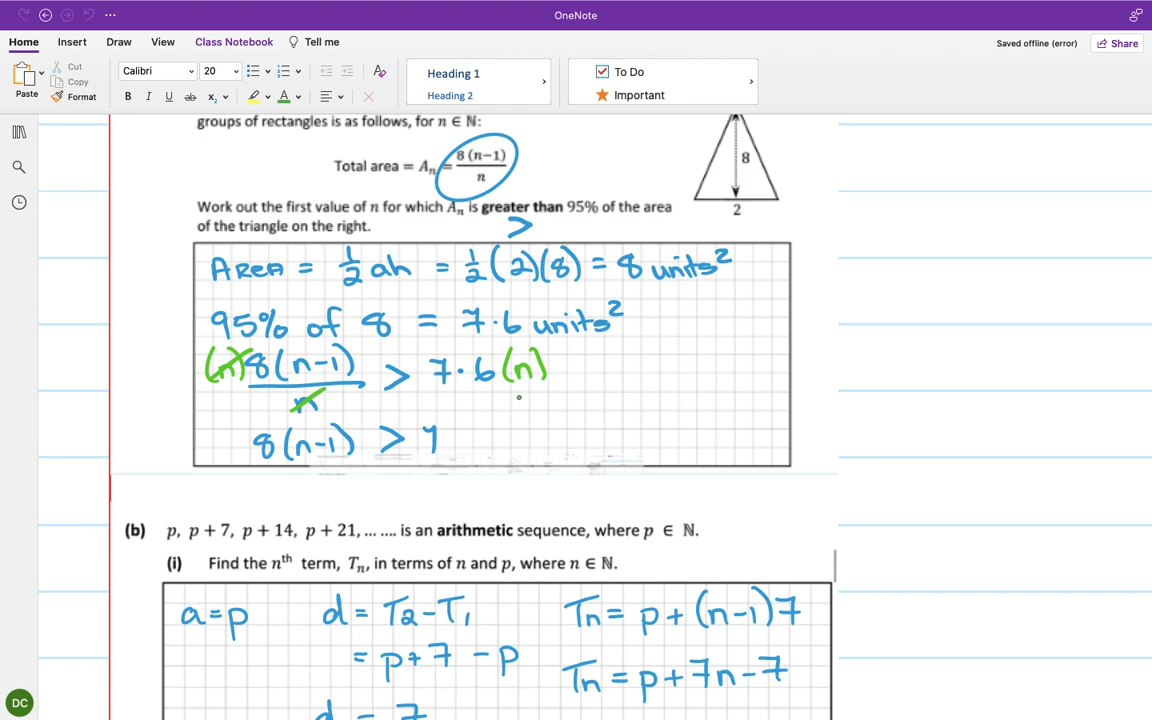 OneNote
Home Insert Draw View Class Notebook Tell me
Saved offline (error) Share
Paste
Cut
Copy
Format
Calibri 20
B I U ab x₂ A
Heading 1
Heading 2
To Do
Important
groups of rectangles is as follows, for n ∈ ℕ:
Total area = Aₙ = 8 (n−1)/n
8
2
Work out the first value of n for which Aₙ is greater than 95% of the area
of the triangle on the right.
>
Area = ½ ah = ½ (2)(8) = 8 units²
95% of 8 = 7.6 units²
(n) 8(n−1)/n > 7.6 (n)
8(n−1) > 7
(b) p, p + 7, p + 14, p + 21, ... .... is an arithmetic sequence, where p ∈ ℕ.
(i) Find the nᵗʰ term, Tₙ, in terms of n and p, where n ∈ ℕ.
a = p d = T₂ − T₁ Tn = p + (n−1)7
= p + 7 − p Tn = p + 7n − 7
d = 7
DC